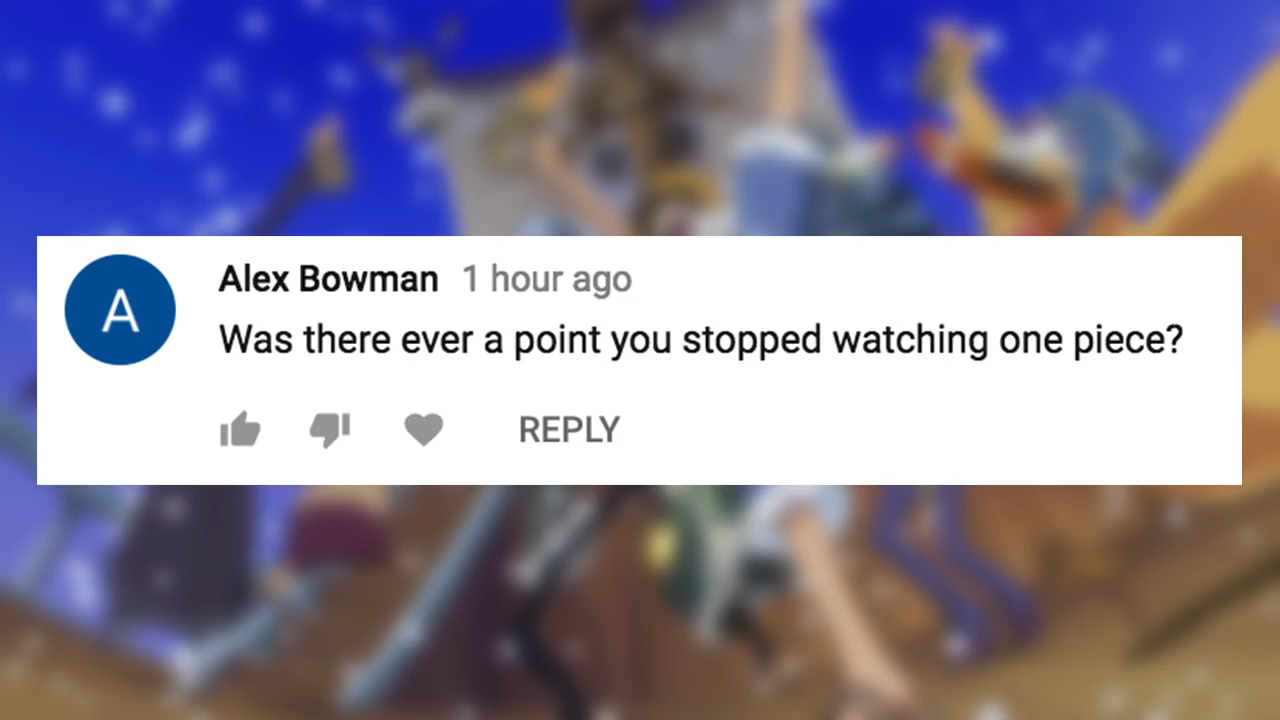 A
Alex Bowman 1 hour ago
Was there ever a point you stopped watching one piece?
REPLY